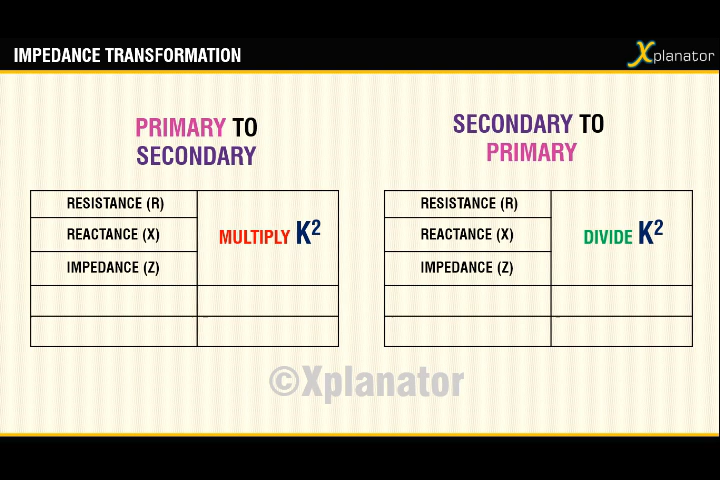 IMPEDANCE TRANSFORMATION
Xplanator
PRIMARY TO
SECONDARY
RESISTANCE (R)
REACTANCE (X)
MULTIPLY K²
IMPEDANCE (Z)
SECONDARY TO
PRIMARY
RESISTANCE (R)
REACTANCE (X)
DIVIDE K²
IMPEDANCE (Z)
©Xplanator